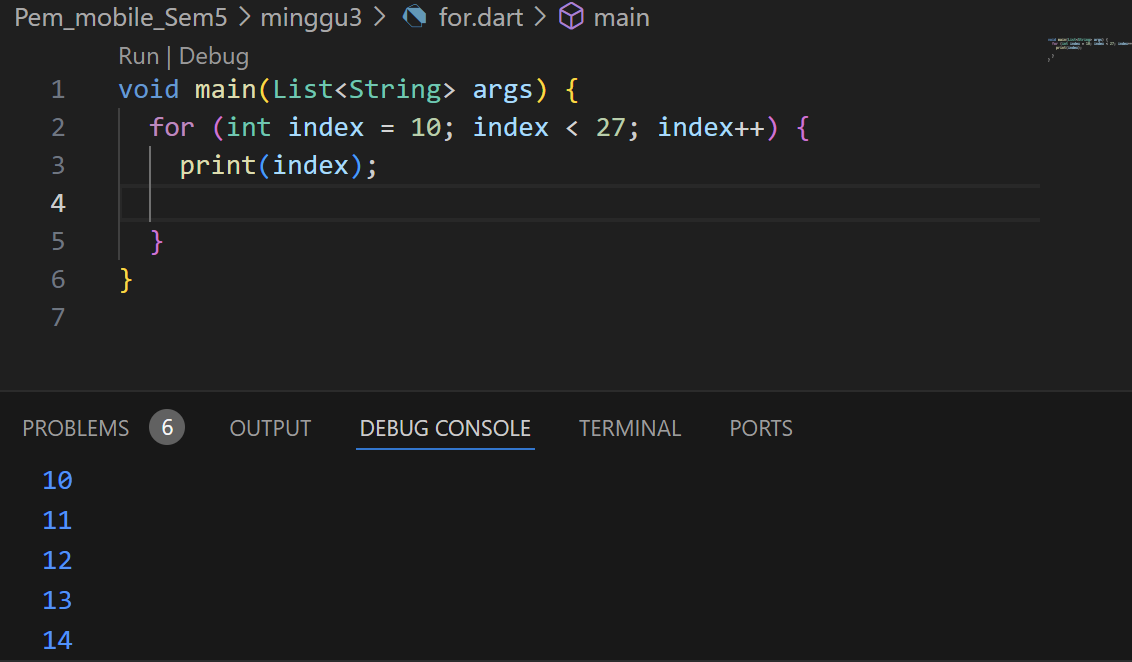 Pem_mobile_Sem5 > minggu3 > for.dart > main
Run | Debug
1 void main(List<String> args) {
2   for (int index = 10; index < 27; index++) {
3     print(index);
4
5   }
6 }
7
PROBLEMS 6 OUTPUT DEBUG CONSOLE TERMINAL PORTS
10
11
12
13
14